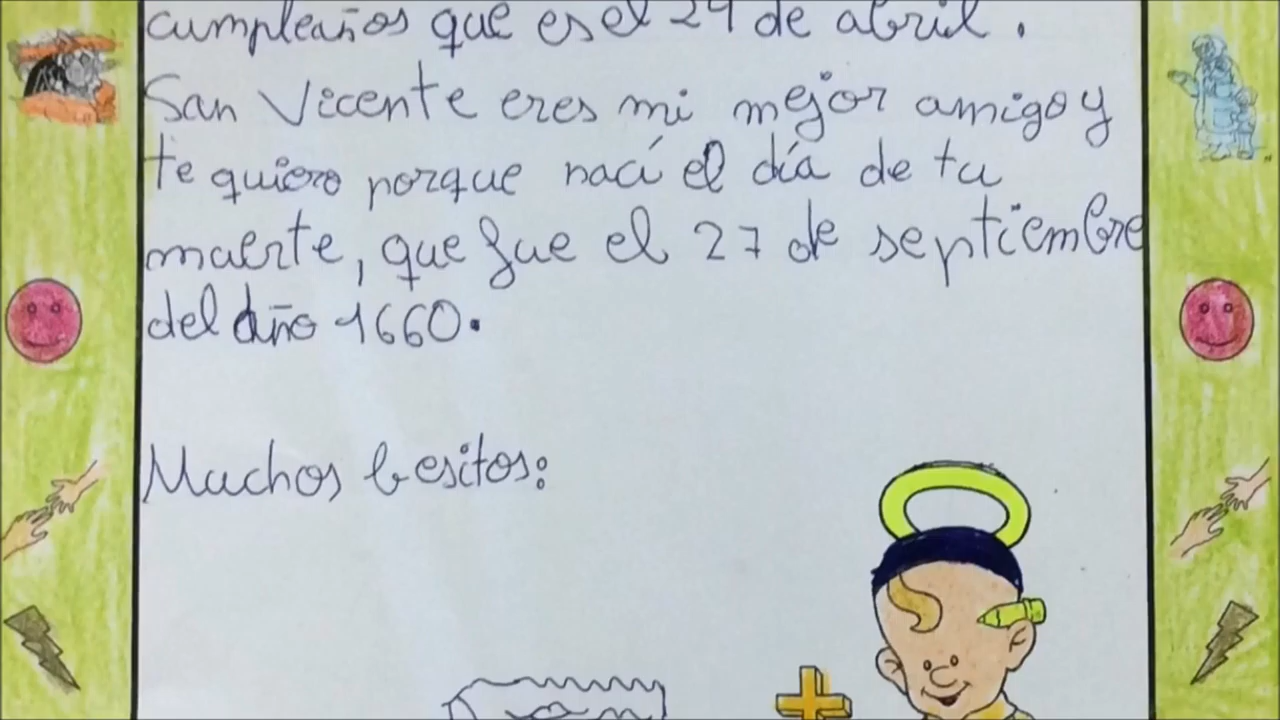 cumpleaños que es el 24 de abril.
San Vicente eres mi mejor amigo y
te quiero porque nací el día de tu
muerte, que fue el 27 de septiembre
del año 1660.
Muchos besitos: